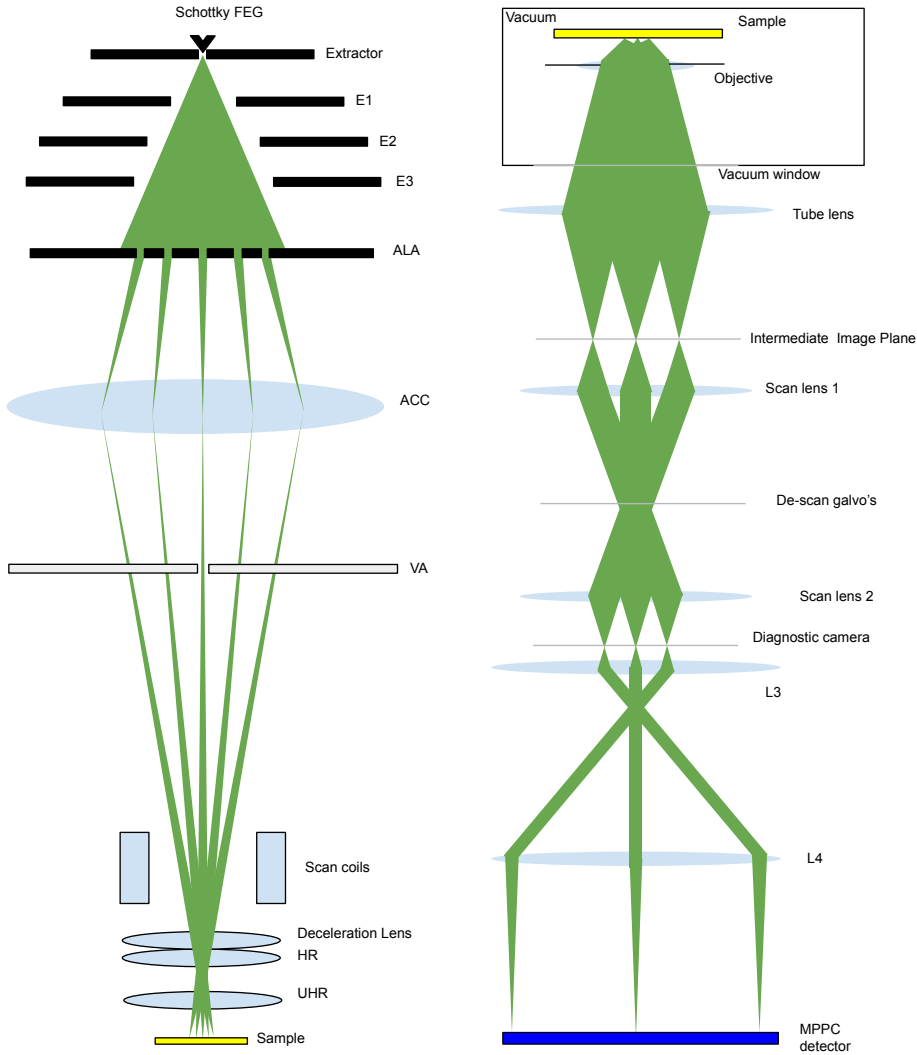 Schottky FEG
Extractor
E1
E2
E3
ALA
ACC
VA
Scan coils
Deceleration Lens
HR
UHR
Sample
Vacuum
Sample
Objective
Vacuum window
Tube lens
Intermediate Image Plane
Scan lens 1
De-scan galvo's
Scan lens 2
Diagnostic camera
L3
L4
MPPC
detector